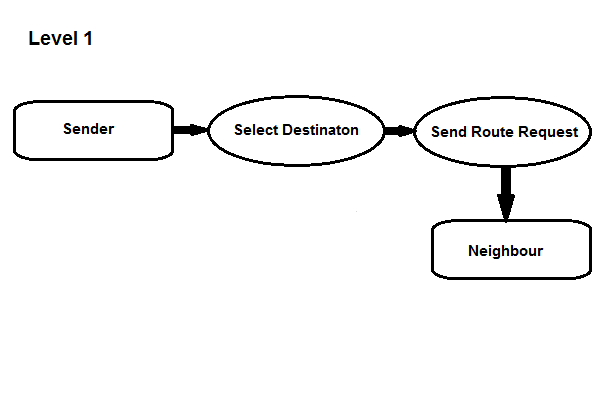 Level 1
Sender
Select Destinaton
Send Route Request
Neighbour